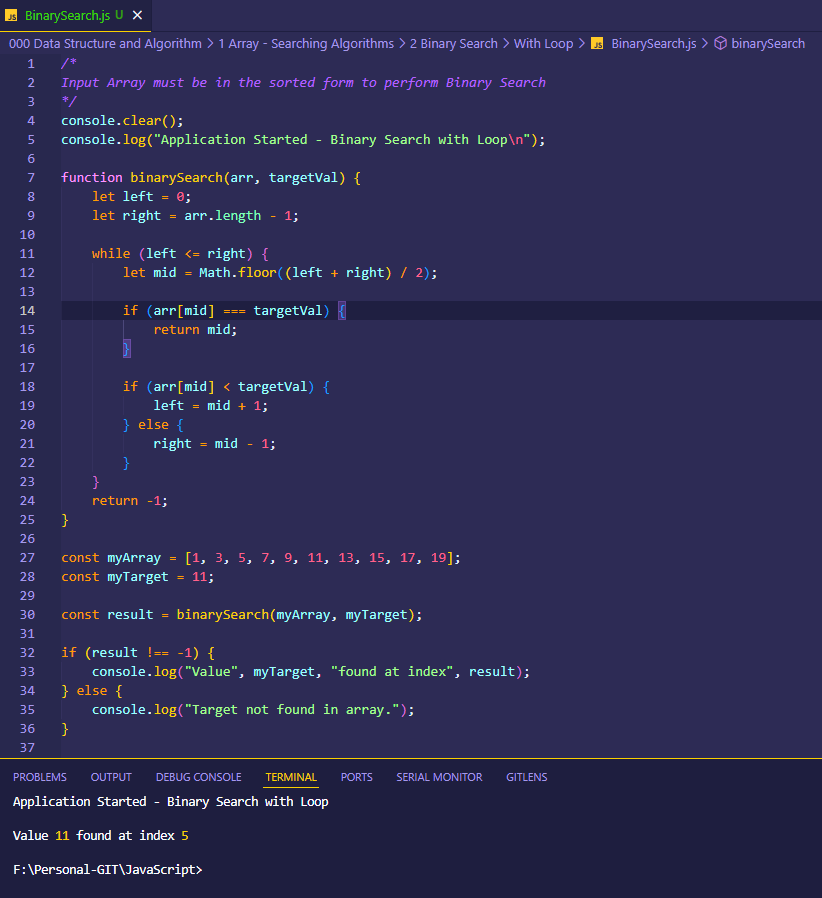 JS BinarySearch.js U ×
000 Data Structure and Algorithm > 1 Array - Searching Algorithms > 2 Binary Search > With Loop > JS BinarySearch.js > binarySearch
1 /*
2 Input Array must be in the sorted form to perform Binary Search
3 */
4 console.clear();
5 console.log("Application Started - Binary Search with Loop\n");
6
7 function binarySearch(arr, targetVal) {
8     let left = 0;
9     let right = arr.length - 1;
10
11     while (left <= right) {
12         let mid = Math.floor((left + right) / 2);
13
14         if (arr[mid] === targetVal) {
15             return mid;
16         }
17
18         if (arr[mid] < targetVal) {
19             left = mid + 1;
20         } else {
21             right = mid - 1;
22         }
23     }
24     return -1;
25 }
26
27 const myArray = [1, 3, 5, 7, 9, 11, 13, 15, 17, 19];
28 const myTarget = 11;
29
30 const result = binarySearch(myArray, myTarget);
31
32 if (result !== -1) {
33     console.log("Value", myTarget, "found at index", result);
34 } else {
35     console.log("Target not found in array.");
36 }
37
PROBLEMS OUTPUT DEBUG CONSOLE TERMINAL PORTS SERIAL MONITOR GITLENS
Application Started - Binary Search with Loop
Value 11 found at index 5
F:\Personal-GIT\JavaScript>